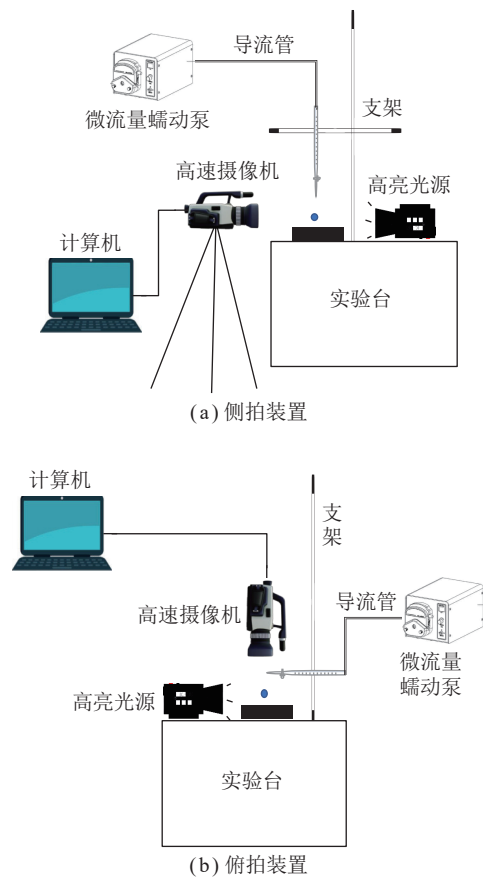 导流管
微流量蠕动泵
支架
高速摄像机
高亮光源
计算机
实验台
(a) 侧拍装置
计算机
支
架
导流管
高速摄像机
微流量
蠕动泵
高亮光源
实验台
(b) 俯拍装置